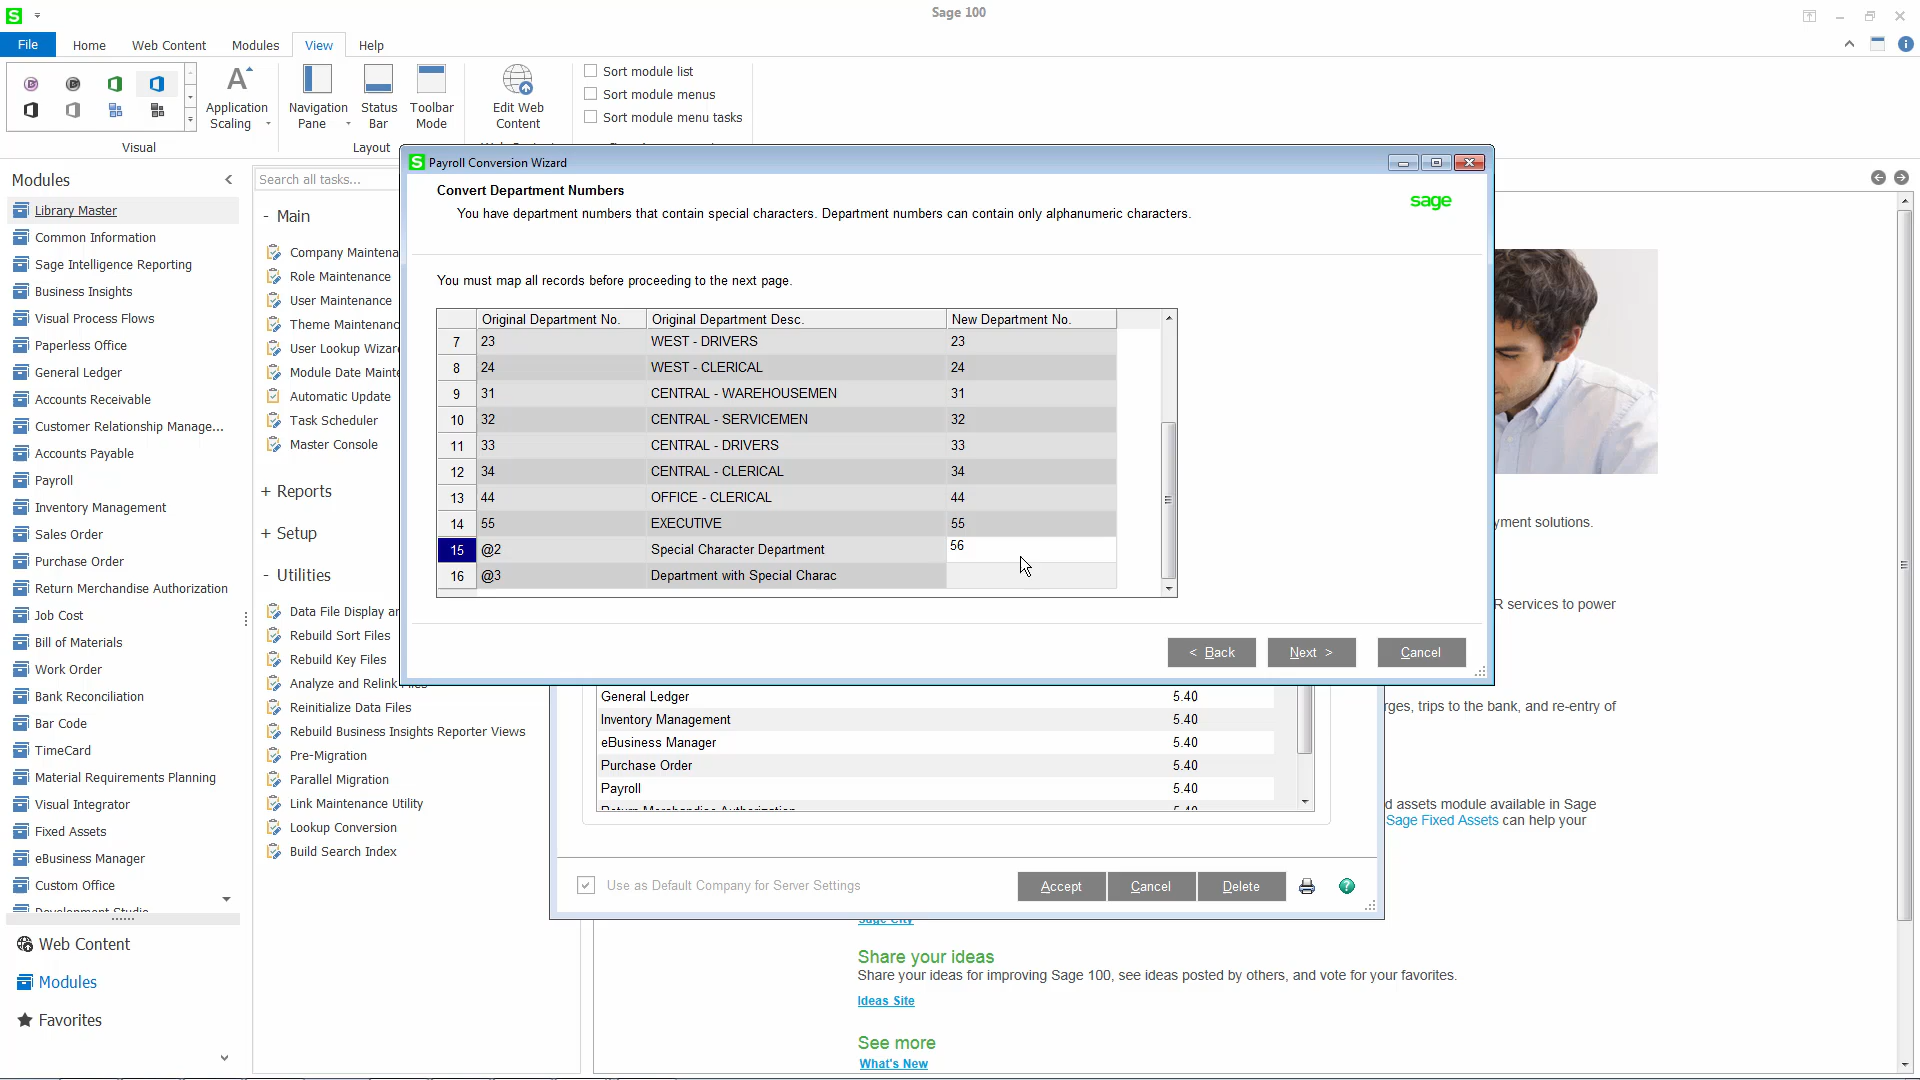 Sage 100
File
Home
Web Content
Modules
View
Help
Application Scaling
Navigation Pane
Status Bar
Toolbar Mode
Edit Web Content
Sort module list
Sort module menus
Sort module menu tasks
Visual
Layout
Modules
Library Master
Common Information
Sage Intelligence Reporting
Business Insights
Visual Process Flows
Paperless Office
General Ledger
Accounts Receivable
Customer Relationship Manage...
Accounts Payable
Payroll
Inventory Management
Sales Order
Purchase Order
Return Merchandise Authorization
Job Cost
Bill of Materials
Work Order
Bank Reconciliation
Bar Code
TimeCard
Material Requirements Planning
Visual Integrator
Fixed Assets
eBusiness Manager
Custom Office
Web Content
Modules
Favorites
Search all tasks...
- Main
Company Maintena
Role Maintenance
User Maintenance
Theme Maintenanc
User Lookup Wizar
Module Date Mainte
Automatic Update
Task Scheduler
Master Console
+ Reports
+ Setup
- Utilities
Data File Display an
Rebuild Sort Files
Rebuild Key Files
Analyze and Relink
Reinitialize Data Files
Rebuild Business Insights Reporter Views
Pre-Migration
Parallel Migration
Link Maintenance Utility
Lookup Conversion
Build Search Index
S Payroll Conversion Wizard
Convert Department Numbers
You have department numbers that contain special characters. Department numbers can contain only alphanumeric characters.
sage
You must map all records before proceeding to the next page.
Original Department No. Original Department Desc. New Department No.
7 23 WEST - DRIVERS 23
8 24 WEST - CLERICAL 24
9 31 CENTRAL - WAREHOUSEMEN 31
10 32 CENTRAL - SERVICEMEN 32
11 33 CENTRAL - DRIVERS 33
12 34 CENTRAL - CLERICAL 34
13 44 OFFICE - CLERICAL 44
14 55 EXECUTIVE 55
15 @2 Special Character Department 56
16 @3 Department with Special Charac
< Back
Next >
Cancel
General Ledger 5.40
Inventory Management 5.40
eBusiness Manager 5.40
Purchase Order 5.40
Payroll 5.40
Use as Default Company for Server Settings
Accept
Cancel
Delete
yment solutions.
R services to power
rges, trips to the bank, and re-entry of
d assets module available in Sage
Sage Fixed Assets can help your
Share your ideas
Share your ideas for improving Sage 100, see ideas posted by others, and vote for your favorites.
Ideas Site
See more
What's New